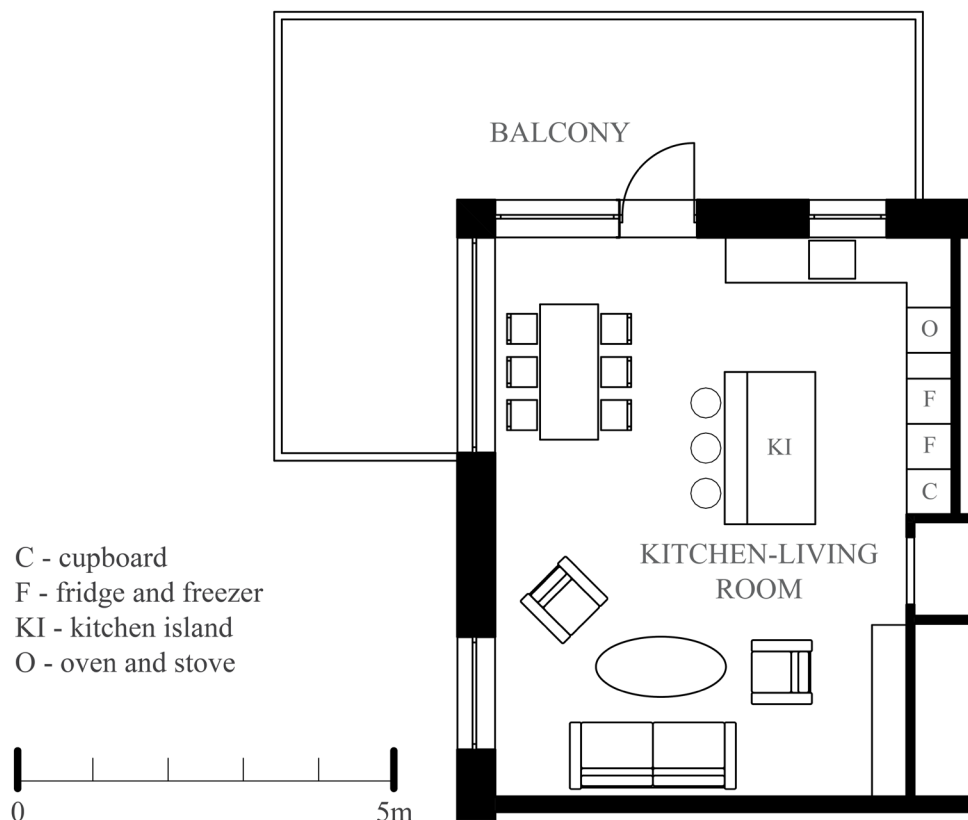 BALCONY
O
F
F
KI
C
KITCHEN-LIVING
ROOM
C - cupboard
F - fridge and freezer
KI - kitchen island
O - oven and stove
0
5m